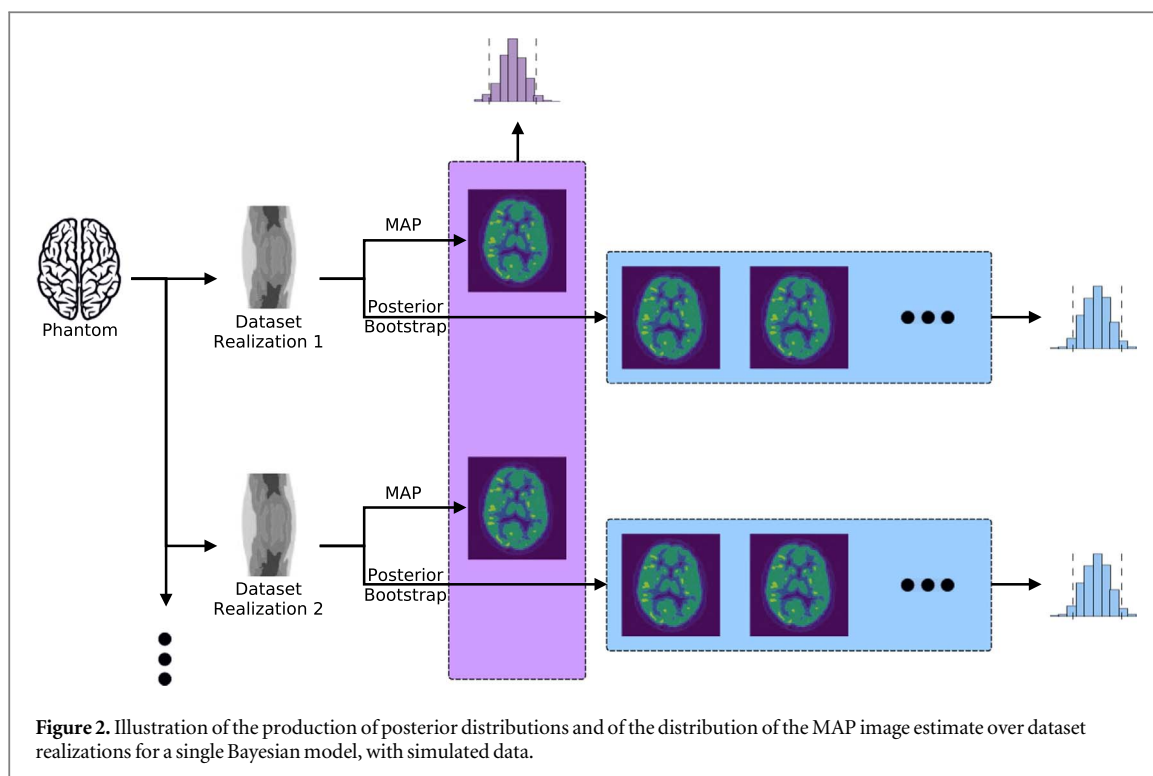 MAP
Posterior
Bootstrap
Phantom
Dataset
Realization 1
MAP
Posterior
Bootstrap
Dataset
Realization 2
Figure 2. Illustration of the production of posterior distributions and of the distribution of the MAP image estimate over dataset
realizations for a single Bayesian model, with simulated data.